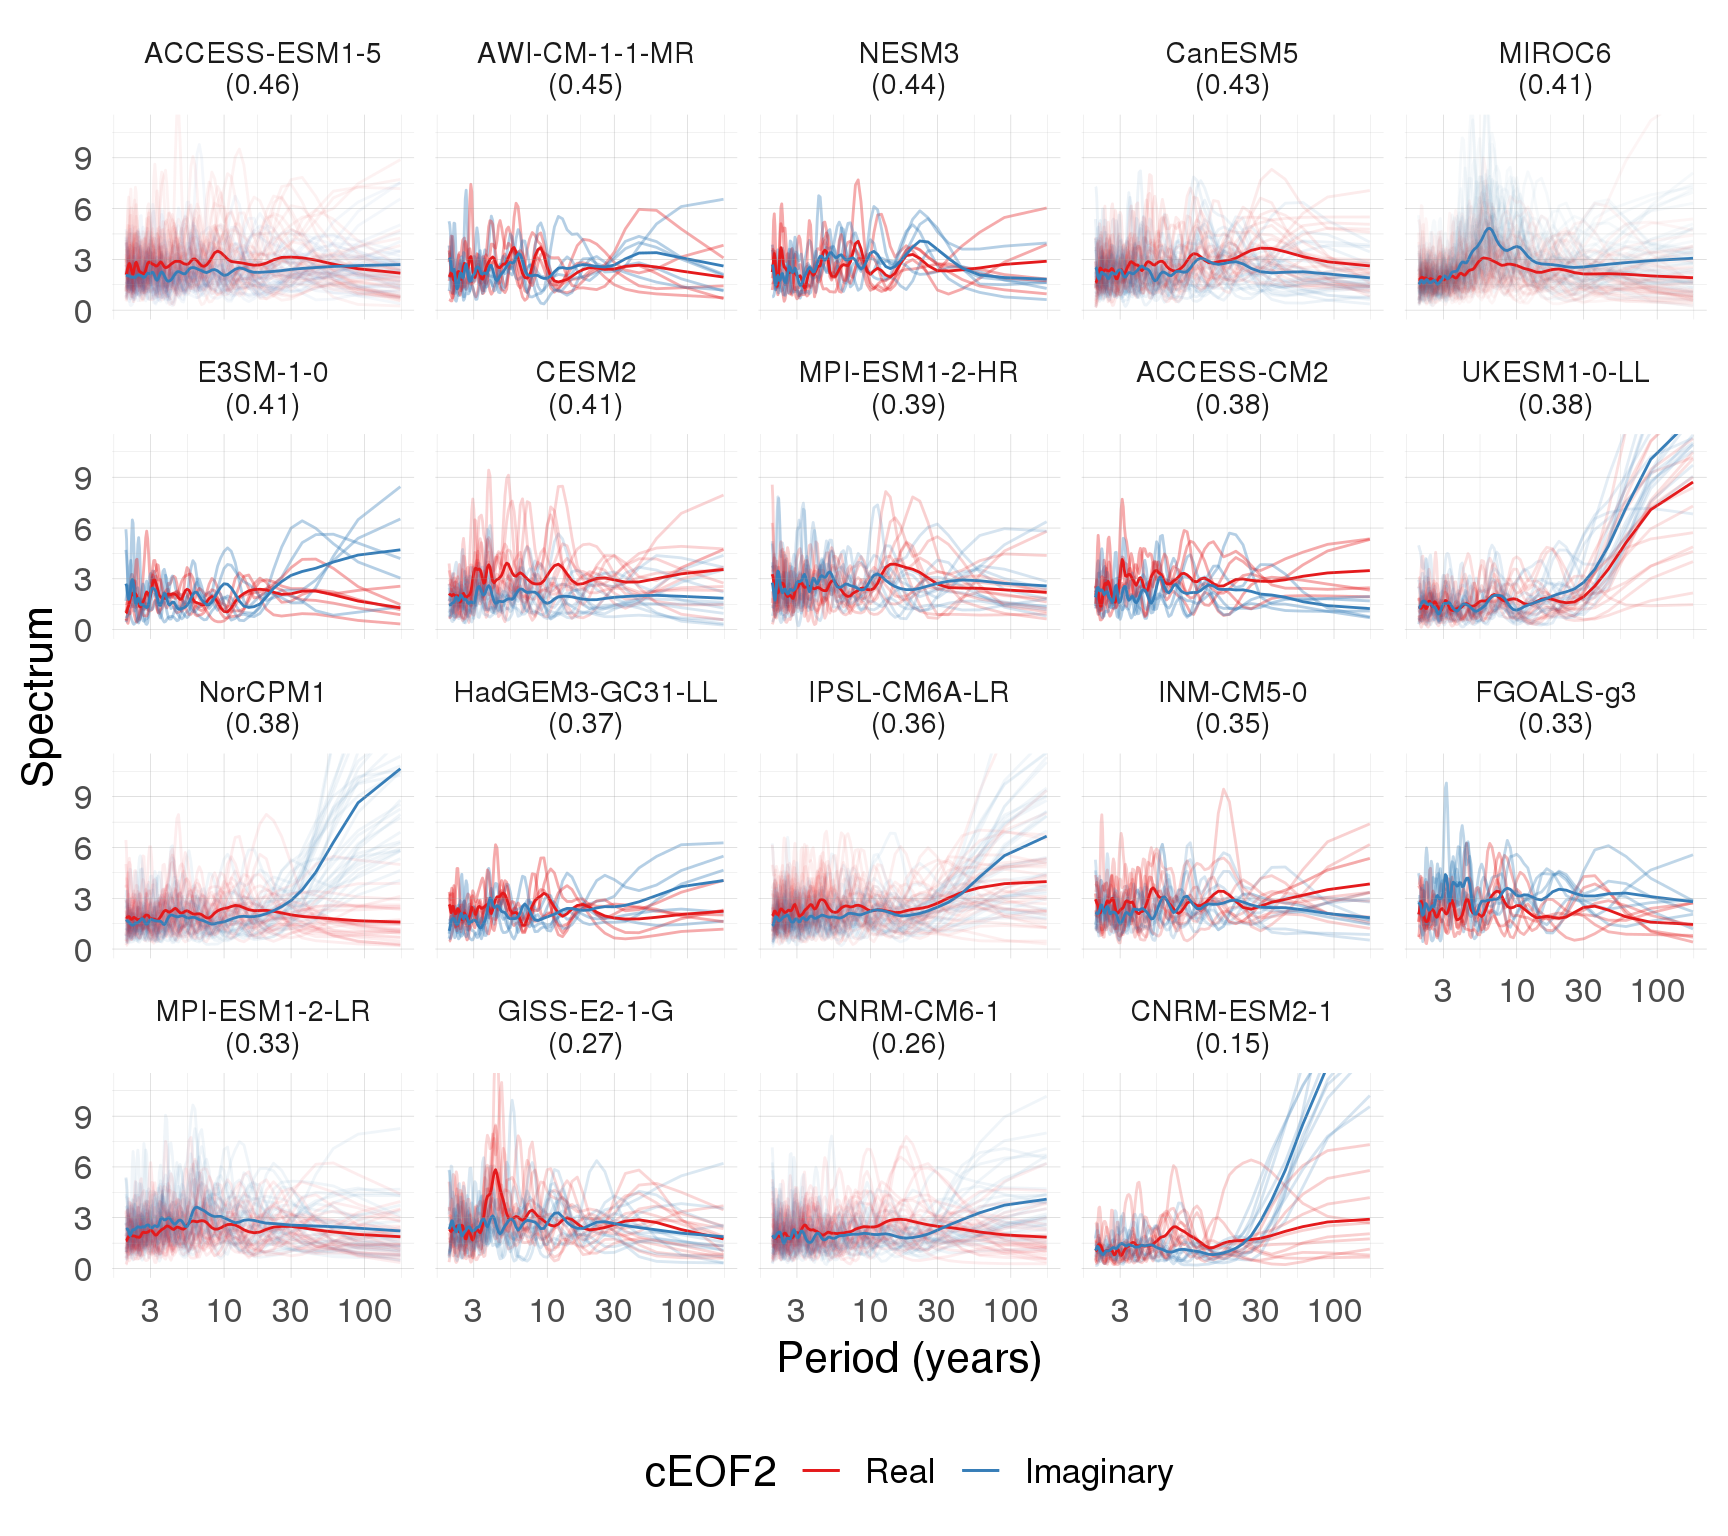 ACCESS-ESM1-5
(0.46)
AWI-CM-1-1-MR
(0.45)
NESM3
(0.44)
CanESM5
(0.43)
MIROC6
(0.41)
9
6
3
0
E3SM-1-0
(0.41)
CESM2
(0.41)
MPI-ESM1-2-HR
(0.39)
ACCESS-CM2
(0.38)
UKESM1-0-LL
(0.38)
9
6
3
0
Spectrum
NorCPM1
(0.38)
HadGEM3-GC31-LL
(0.37)
IPSL-CM6A-LR
(0.36)
INM-CM5-0
(0.35)
FGOALS-g3
(0.33)
9
6
3
0
3 10 30 100
MPI-ESM1-2-LR
(0.33)
GISS-E2-1-G
(0.27)
CNRM-CM6-1
(0.26)
CNRM-ESM2-1
(0.15)
9
6
3
0
3 10 30 100
3 10 30 100
3 10 30 100
3 10 30 100
Period (years)
cEOF2 Real Imaginary